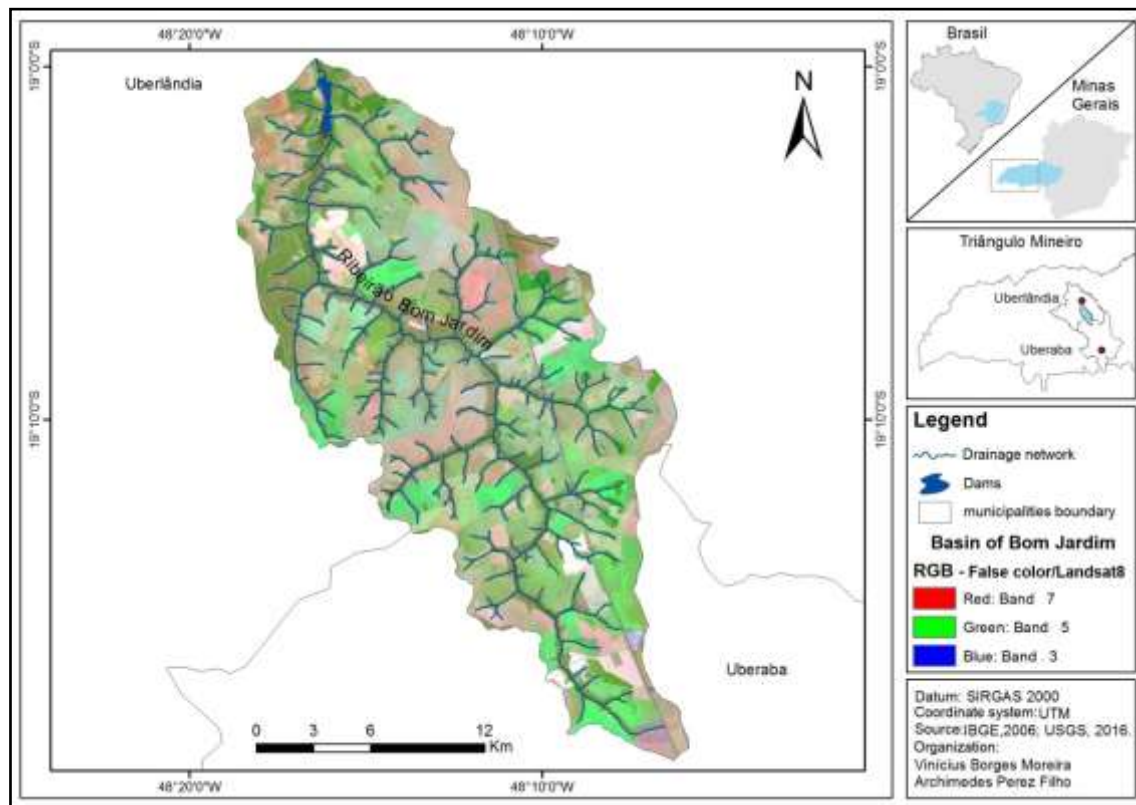 48°20'0"W
48°10'0"W
19°0'0"S
19°10'0"S
Uberlândia
N
Ribeirão Bom Jardim
Uberaba
0 3 6 12
Km
48°20'0"W
48°10'0"W
19°0'0"S
19°10'0"S
Brasil
Minas
Gerais
Triângulo Mineiro
Uberlândia
Uberaba
Legend
Drainage network
Dams
municipalities boundary
Basin of Bom Jardim
RGB - False color/Landsat8
Red: Band . 7
Green: Band . 5
Blue: Band . 3
Datum: SIRGAS 2000
Coordinate system:UTM
Source:IBGE,2006; USGS, 2016.
Organization:
Vinícius Borges Moreira
Archimedes Perez Filho